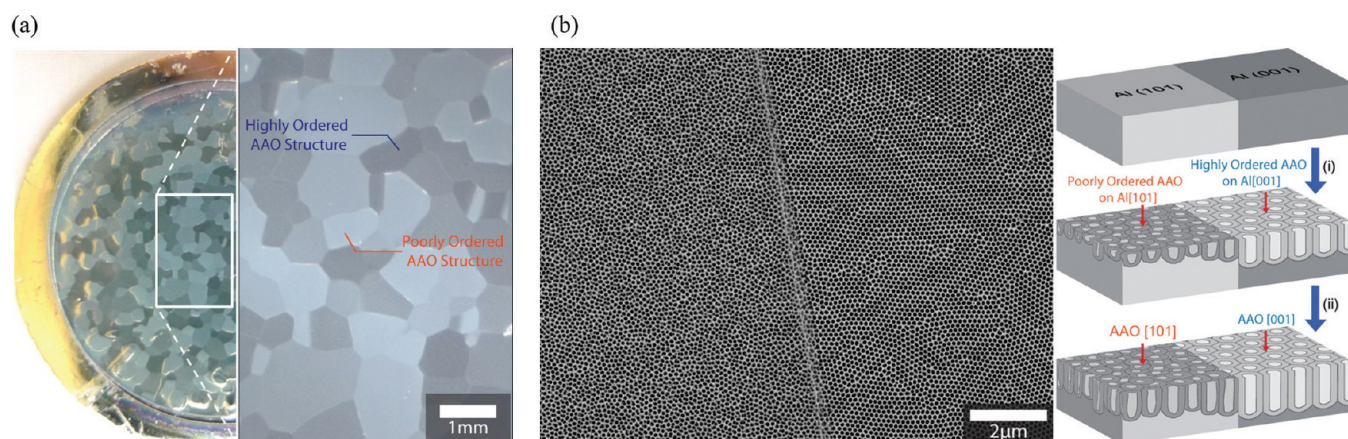 (a)
(b)
Highly Ordered
AAO Structure
Poorly Ordered
AAO Structure
1mm
2μm
Al (101)
Al (001)
(i)
Poorly Ordered AAO
on Al[101]
Highly Ordered AAO
on Al[001]
(ii)
AAO [101]
AAO [001]